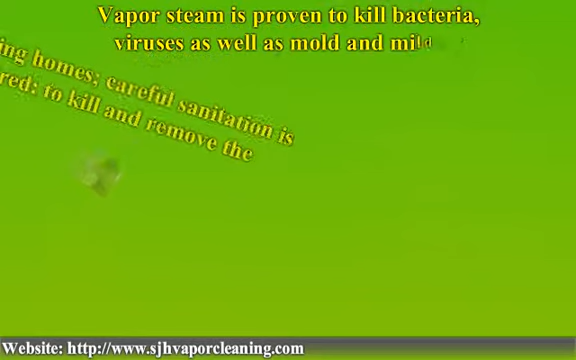 Vapor steam is proven to kill bacteria,
viruses as well as mold and mild
ing homes; careful sanitation is
red: to kill and remove the
Website: http://www.sjhvaporcleaning.com